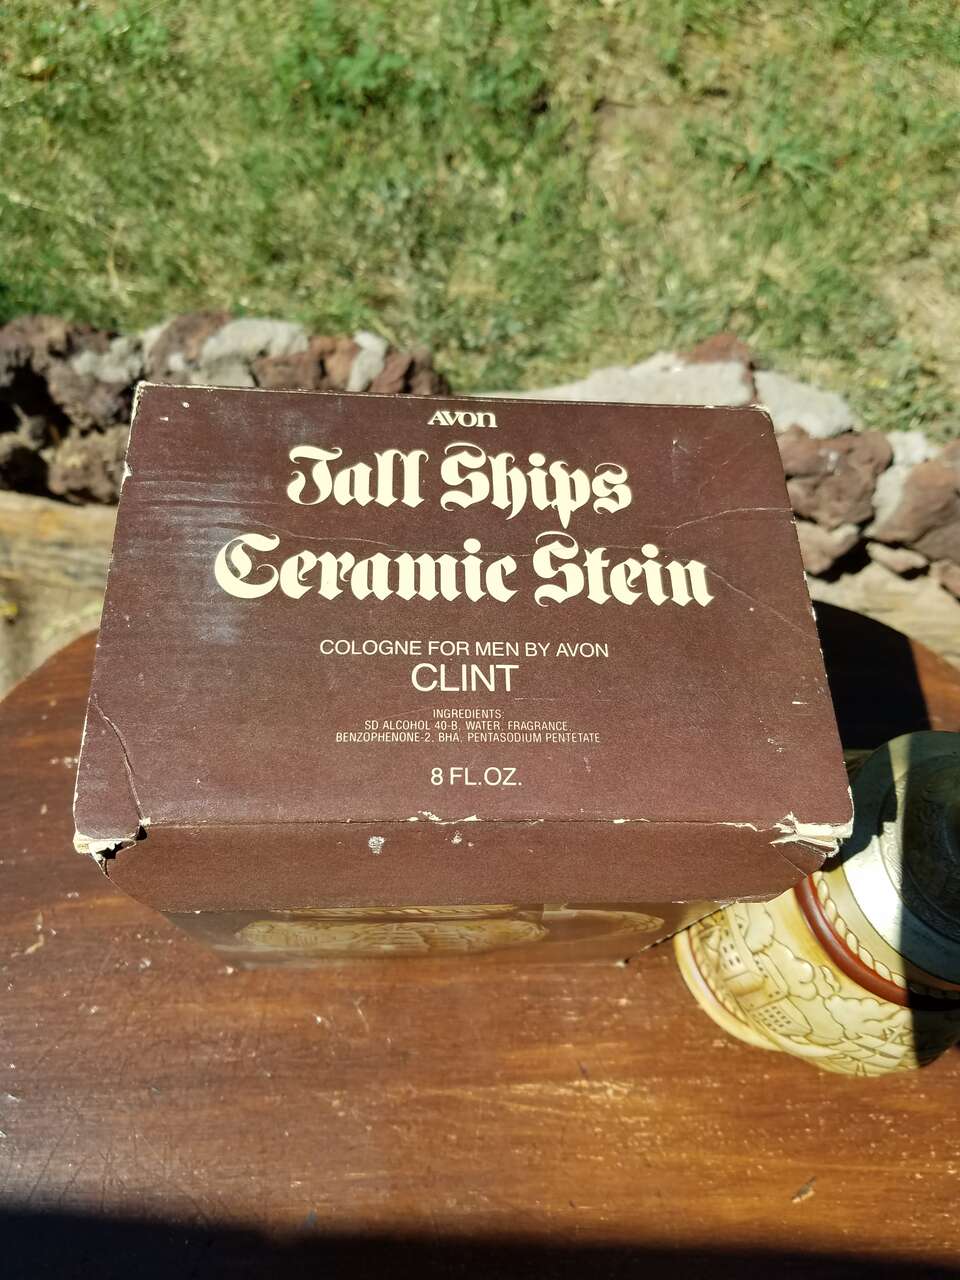 AVON
Tall Ships
Ceramic Stein
COLOGNE FOR MEN BY AVON
CLINT
INGREDIENTS:
SD ALCOHOL 40-B, WATER, FRAGRANCE,
BENZOPHENONE-2, BHA, PENTASODIUM PENTETATE
8 FL.OZ.